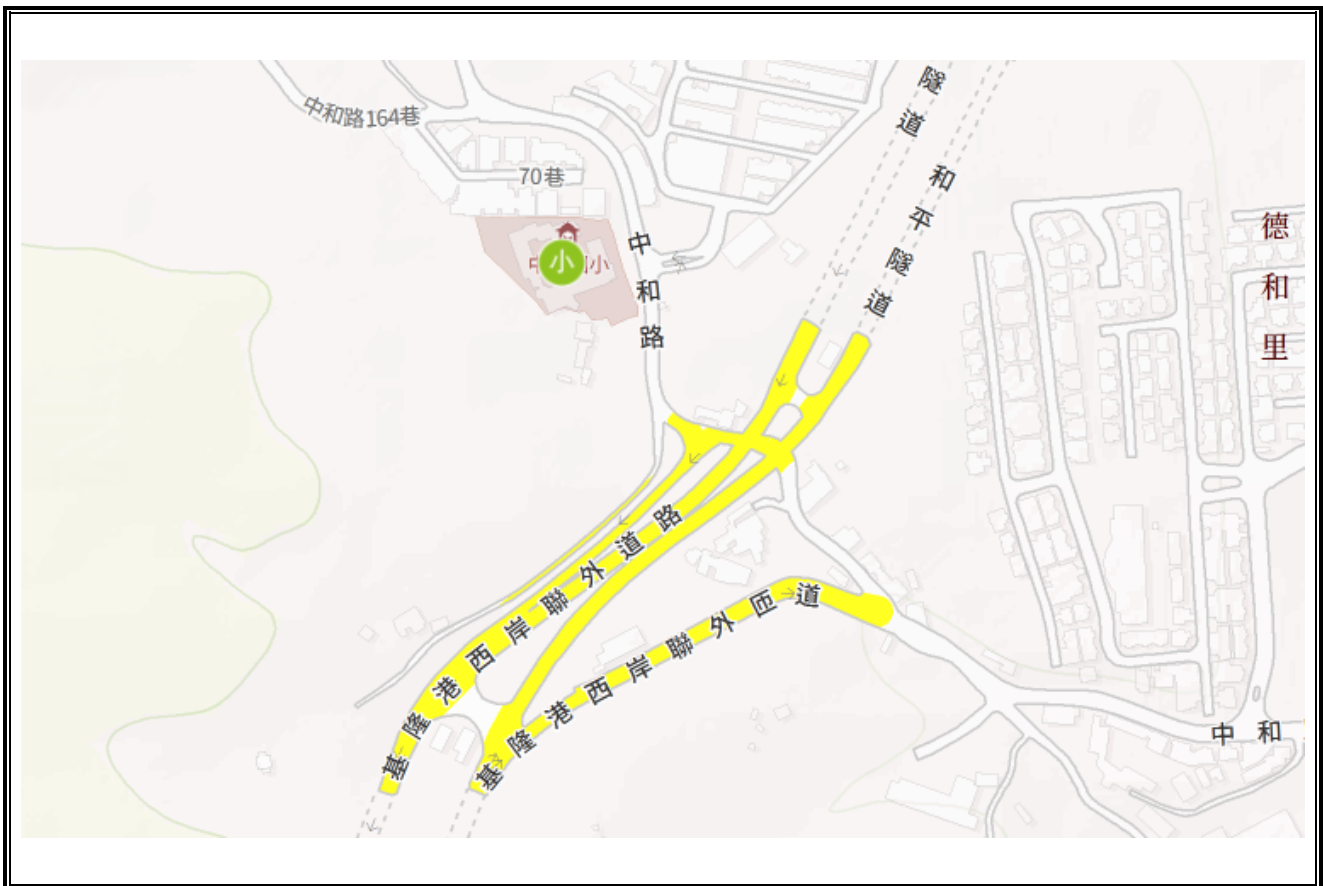 隧道
和平隧道
中和路164巷
70巷
小
小
中和路
德和里
基隆港西岸聯外道路
基隆港西岸聯外匝道
中和